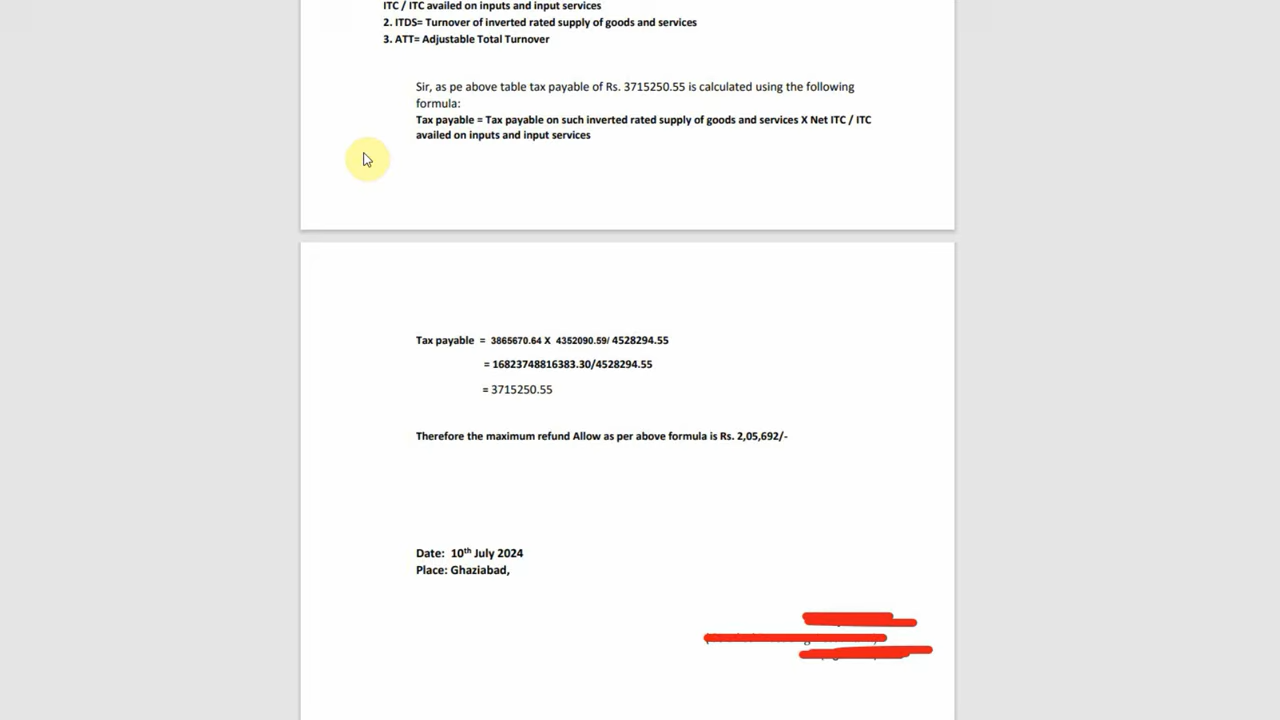 ITC / ITC availed on inputs and input services
2. ITDS= Turnover of inverted rated supply of goods and services
3. ATT= Adjustable Total Turnover
Sir, as pe above table tax payable of Rs. 3715250.55 is calculated using the following
formula:
Tax payable = Tax payable on such inverted rated supply of goods and services X Net ITC / ITC
availed on inputs and input services
Tax payable = 3865670.64 X 4352090.59/ 4528294.55
= 16823748816383.30/4528294.55
= 3715250.55
Therefore the maximum refund Allow as per above formula is Rs. 2,05,692/-
Date: 10th July 2024
Place: Ghaziabad,